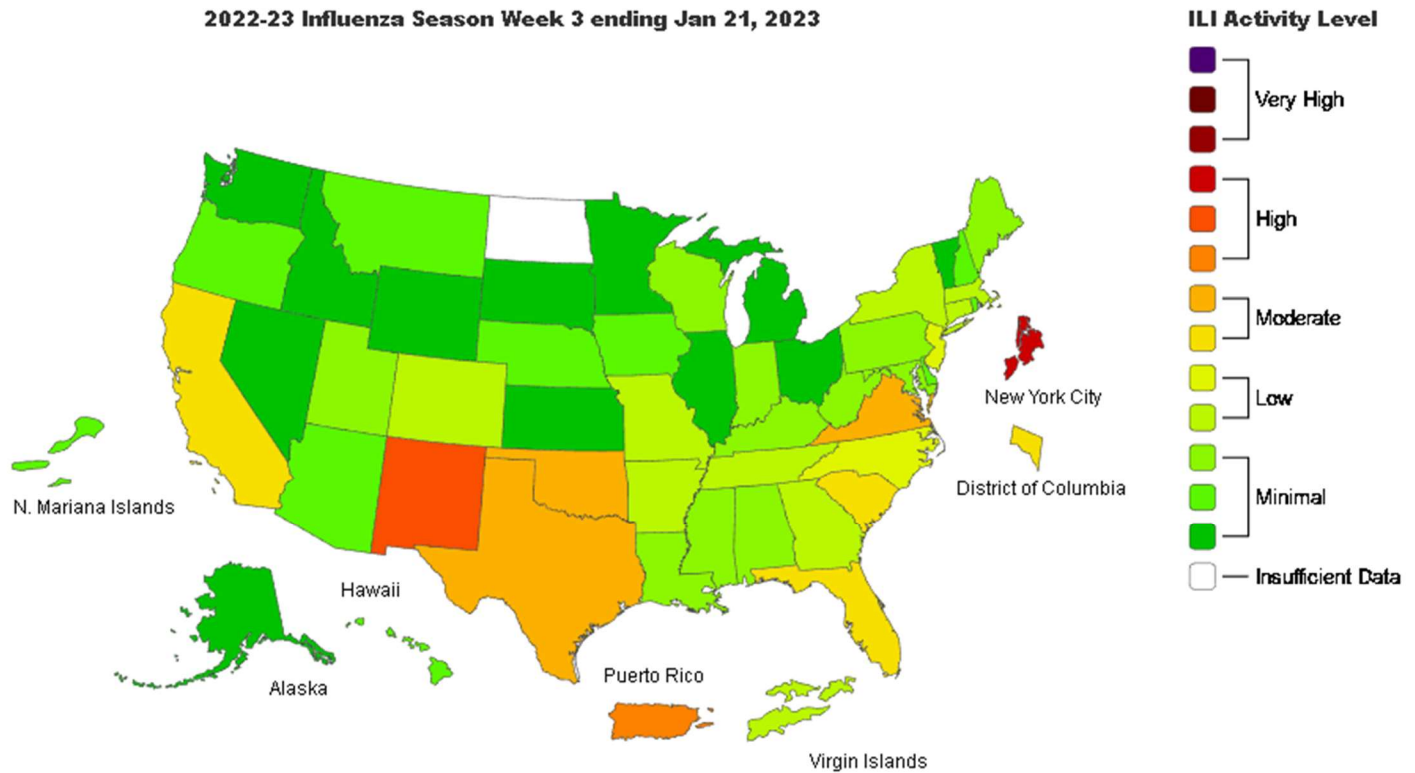 2022-23 Influenza Season Week 3 ending Jan 21, 2023
ILI Activity Level
Very High
High
Moderate
Low
Minimal
Insufficient Data
New York City
District of Columbia
N. Mariana Islands
Hawaii
Alaska
Puerto Rico
Virgin Islands